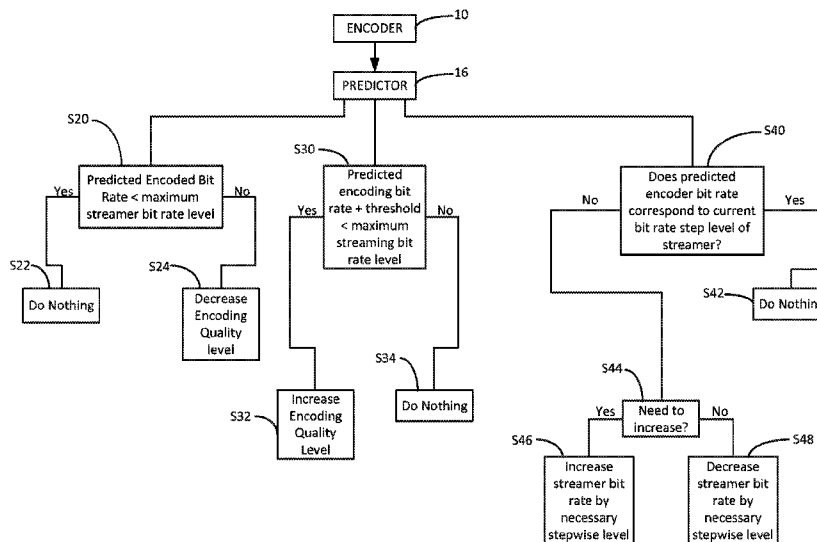 ENCODER
10
PREDICTOR
16
S20
Predicted Encoded Bit
Rate < maximum
streamer bit rate level
Yes
No
S22
Do Nothing
S24
Decrease
Encoding
Quality
level
S30
Predicted
encoding bit
rate + threshold
< maximum
streaming bit
rate level
Yes
No
S32
Increase
Encoding
Quality
Level
S34
Do Nothing
S40
Does predicted
encoder bit rate
correspond to current
bit rate step level of
streamer?
No
Yes
S42
Do Nothing
S44
Need to
increase?
Yes
No
S46
Increase
streamer bit
rate by
necessary
stepwise level
S48
Decrease
streamer bit
rate by
necessary
stepwise level